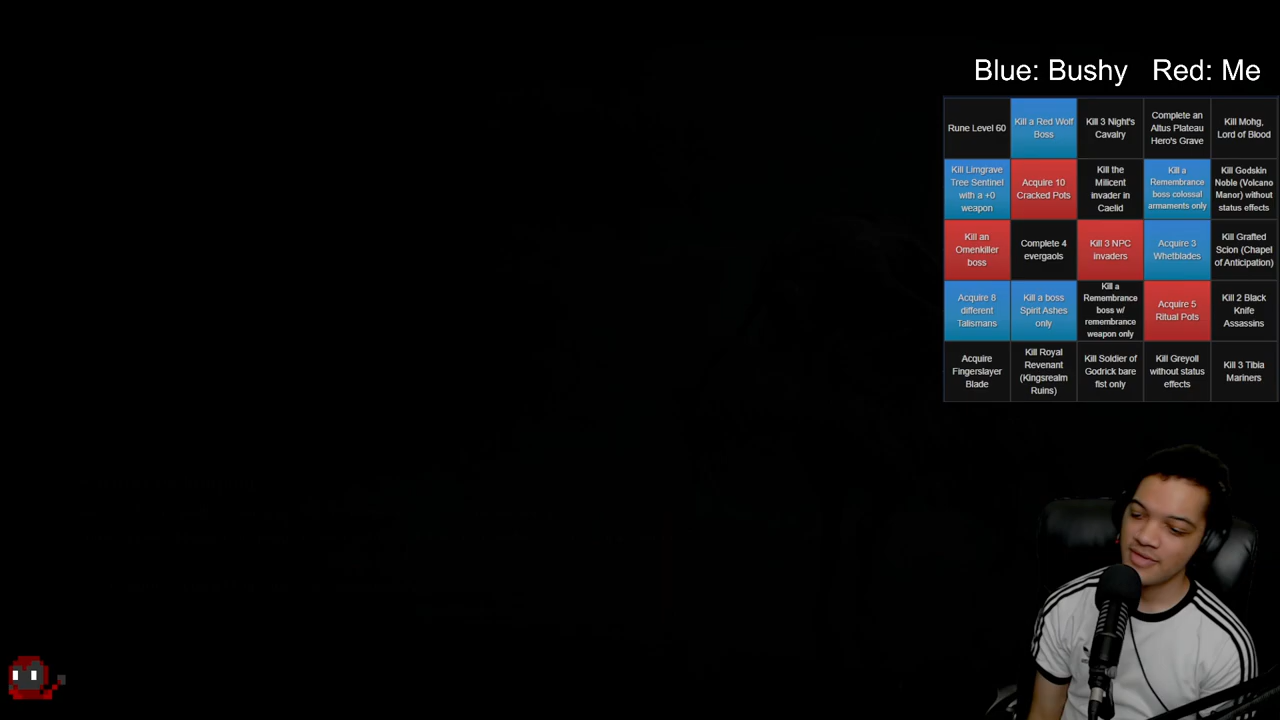 Blue: Bushy Red: Me
Rune Level 60
Kill a Red Wolf
Boss
Kill 3 Night's
Cavalry
Complete an
Altus Plateau
Hero's Grave
Kill Mohg,
Lord of Blood
Kill Limgrave
Tree Sentinel
with a +0
weapon
Acquire 10
Cracked Pots
Kill the
Milicent
invader in
Caelid
Kill a
Remembrance
boss colossal
armaments only
Kill Godskin
Noble (Volcano
Manor) without
status effects
Kill an
Omenkiller
boss
Complete 4
evergaols
Kill 3 NPC
invaders
Acquire 3
Whetblades
Kill Grafted
Scion (Chapel
of Anticipation)
Acquire 8
different
Talismans
Kill a boss
Spirit Ashes
only
Kill a
Remembrance
boss w/
remembrance
weapon only
Acquire 5
Ritual Pots
Kill 2 Black
Knife
Assassins
Acquire
Fingerslayer
Blade
Kill Royal
Revenant
(Kingsrealm
Ruins)
Kill Soldier of
Godrick bare
fist only
Kill Greyoll
without status
effects
Kill 3 Tibia
Mariners